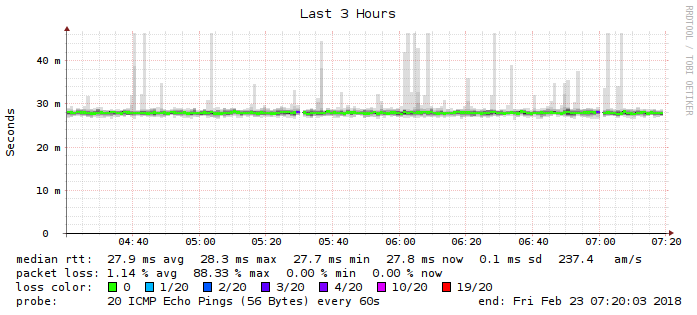 Last 3 Hours
RRDTOOL / TOBI OETIKER
Seconds
40 m
30 m
20 m
10 m
0
04:40 05:00 05:20 05:40 06:00 06:20 06:40 07:00 07:20
median rtt: 27.9 ms avg 28.3 ms max 27.7 ms min 27.8 ms now 0.1 ms sd 237.4 am/s
packet loss: 1.14 % avg 88.33 % max 0.00 % min 0.00 % now
loss color: 0 1/20 2/20 3/20 4/20 10/20 19/20
probe: 20 ICMP Echo Pings (56 Bytes) every 60s end: Fri Feb 23 07:20:03 2018